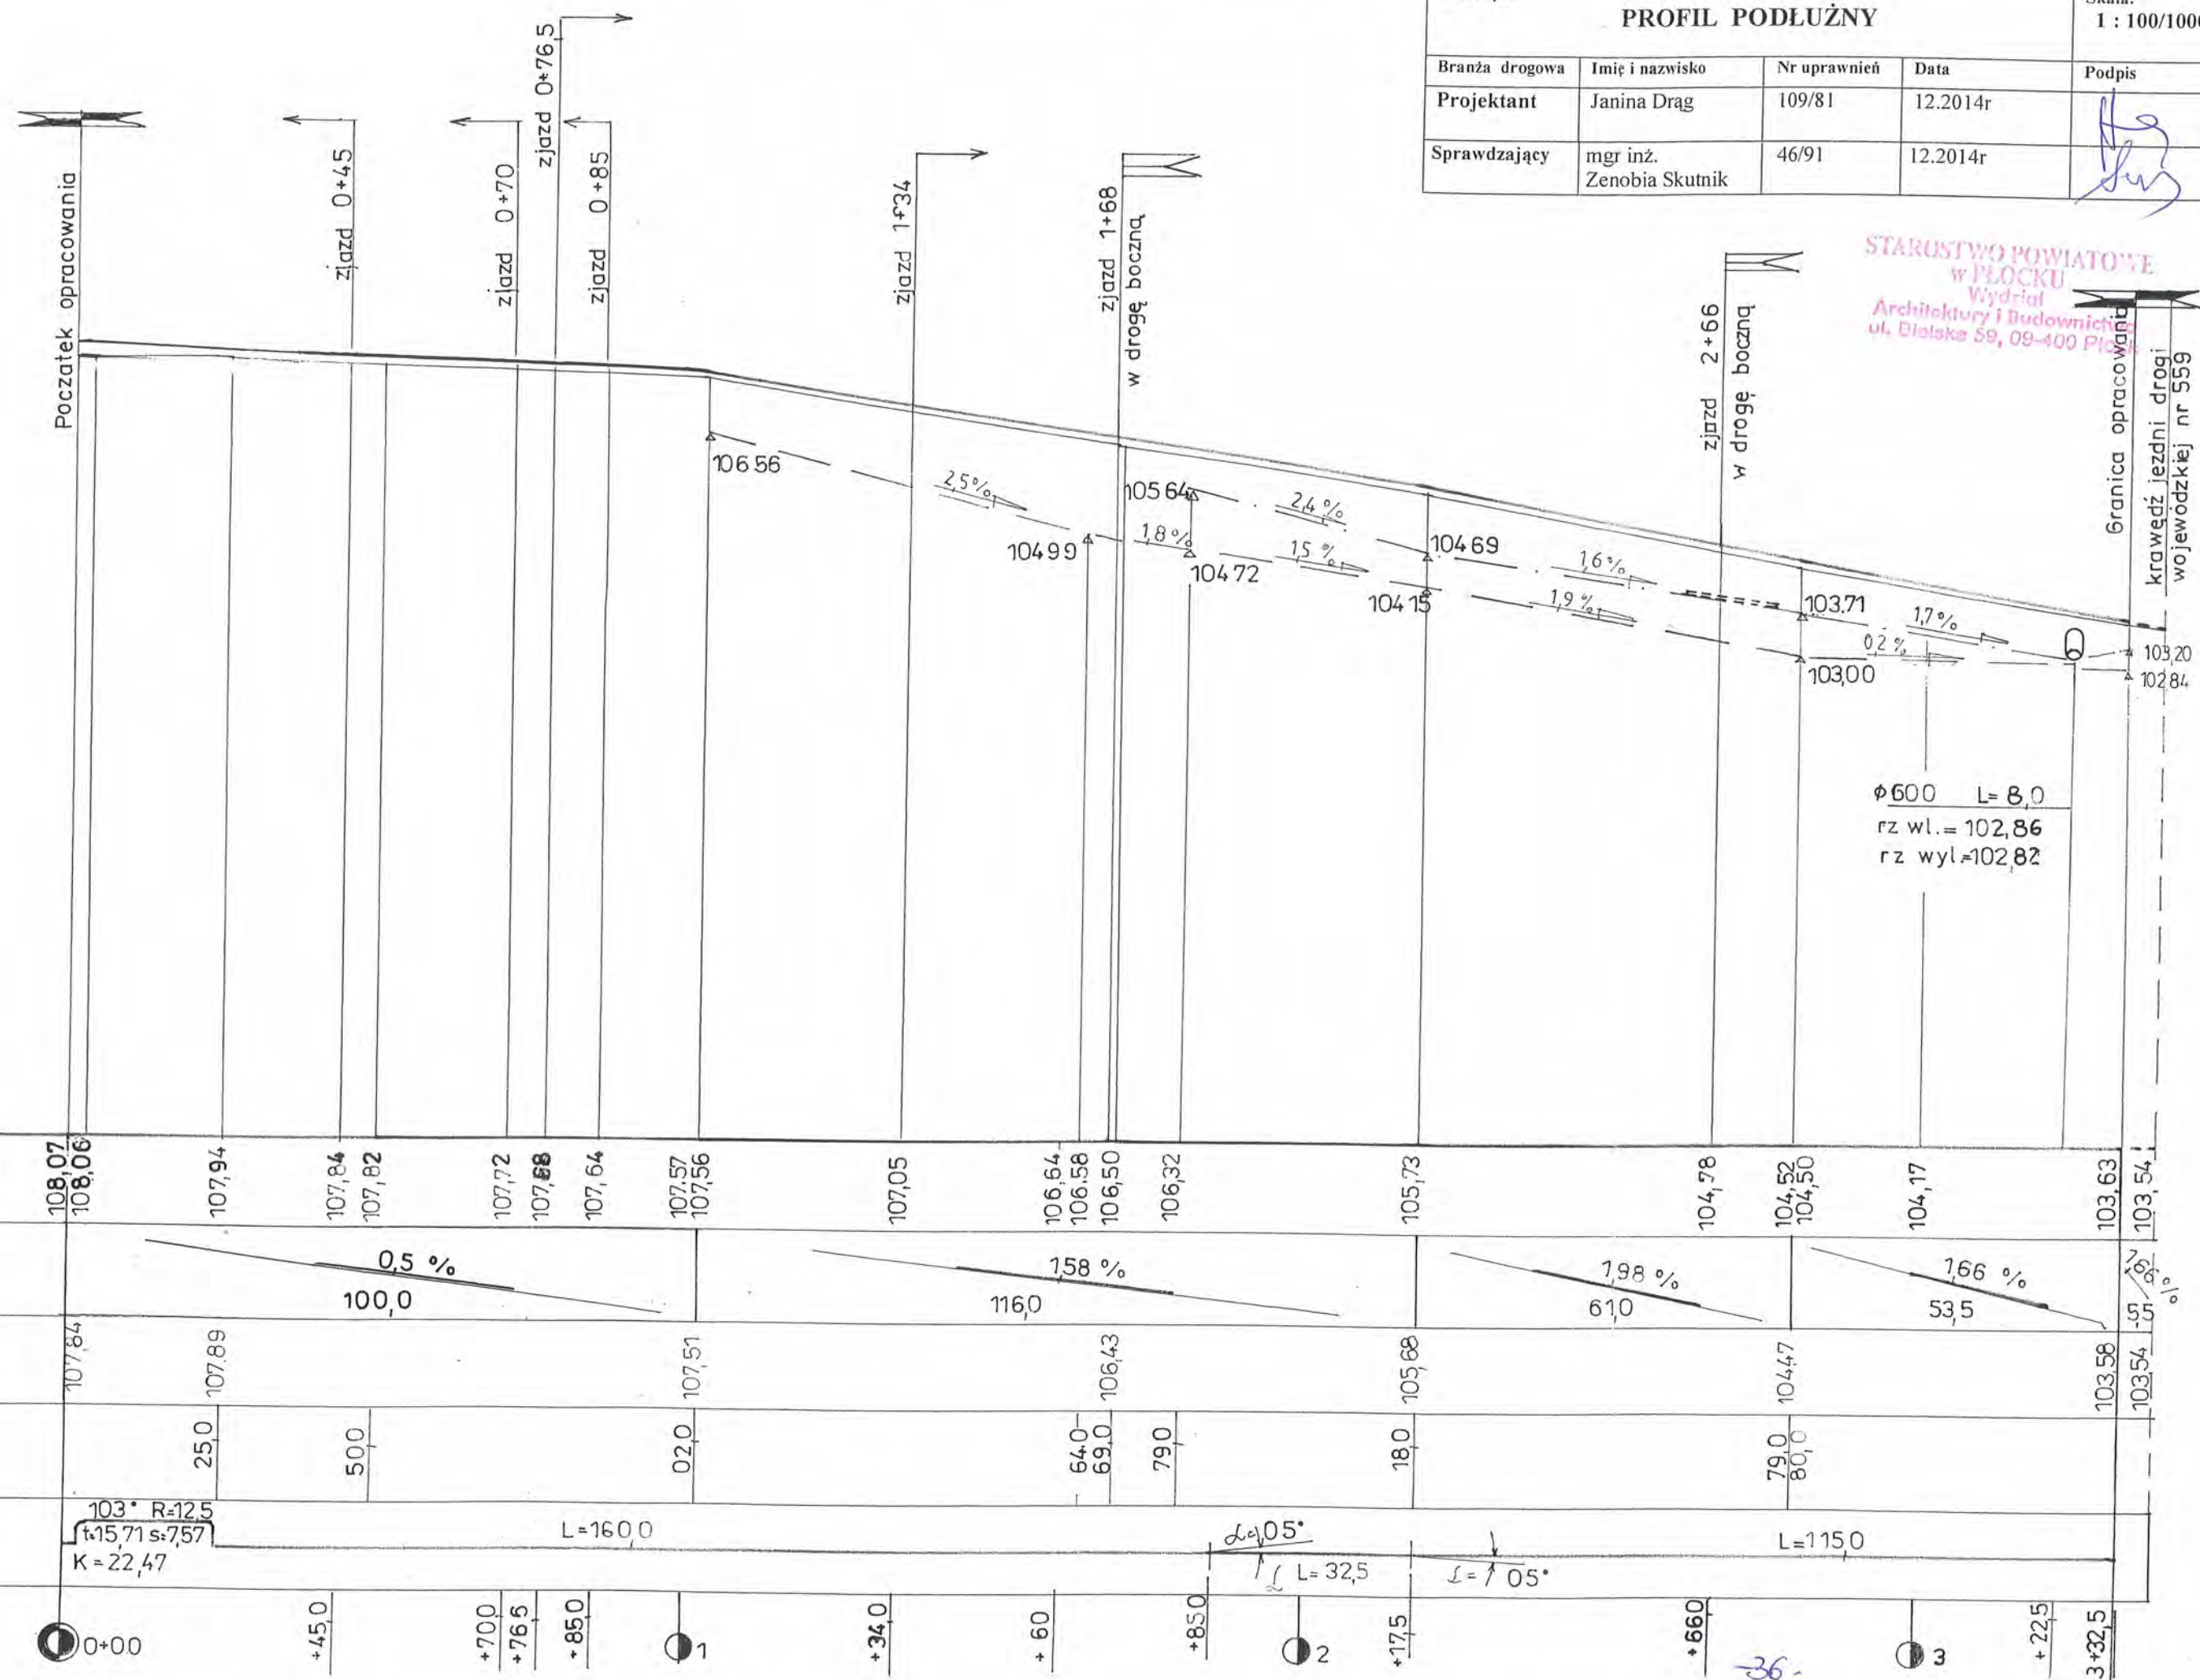 PROFIL PODŁUŻNY
1 : 100/1000
Branża drogowa Imię i nazwisko Nr uprawnień Data Podpis
Projektant Janina Drąg 109/81 12.2014r
Sprawdzający mgr inż. Zenobia Skutnik 46/91 12.2014r
STAROSTWO POWIATOWE
w PŁOCKU
Wydział
Architektury i Budownictwa
ul. Bielska 59, 09-400 Płock
Początek opracowania
zjazd 0+45
zjazd 0+70
zjazd 0+76.5
zjazd 0+85
zjazd 1+34
zjazd 1+68
w drogę boczną
zjazd 2+66
w drogę boczną
Granica opracowania
krawędź jezdni drogi
wojewódzkiej nr 559
106 56
2,5%
104 99
105 64
1,8%
104 72
2,4 %
1,5 %
104 69
104 15
1,6 %
1,9 %
103.71
103,00
1,7 %
0,2 %
103,20
102 84
φ600 L= 8,0
rz wl.= 102,86
rz wyl.=102,82
108,07
108,06
107,94
107,84
107,82
107,72
107,68
107,64
107.57
107,56
107,05
106,64
106.58
106,50
106,32
105,73
104,78
104,52
104,50
104,17
103,63
103,54
0,5 %
100,0
1,58 %
116,0
1,98 %
61,0
1,66 %
53,5
5,5
107,84
107.89
107,51
106,43
105,68
104,47
103,58
103,54
25,0
50,0
02,0
64.0
69,0
79,0
18,0
79,0
80,0
103° R=12,5
t=15,71 s=7,57
K = 22,47
L=160,0
L= 32,5
L=115,0
0+0.0
+45,0
+70,0
+76,5
+85,0
1
+34,0
+ 60
+85,0
2
+17,5
+66,0
3
+ 22,5
3+32,5
-36-